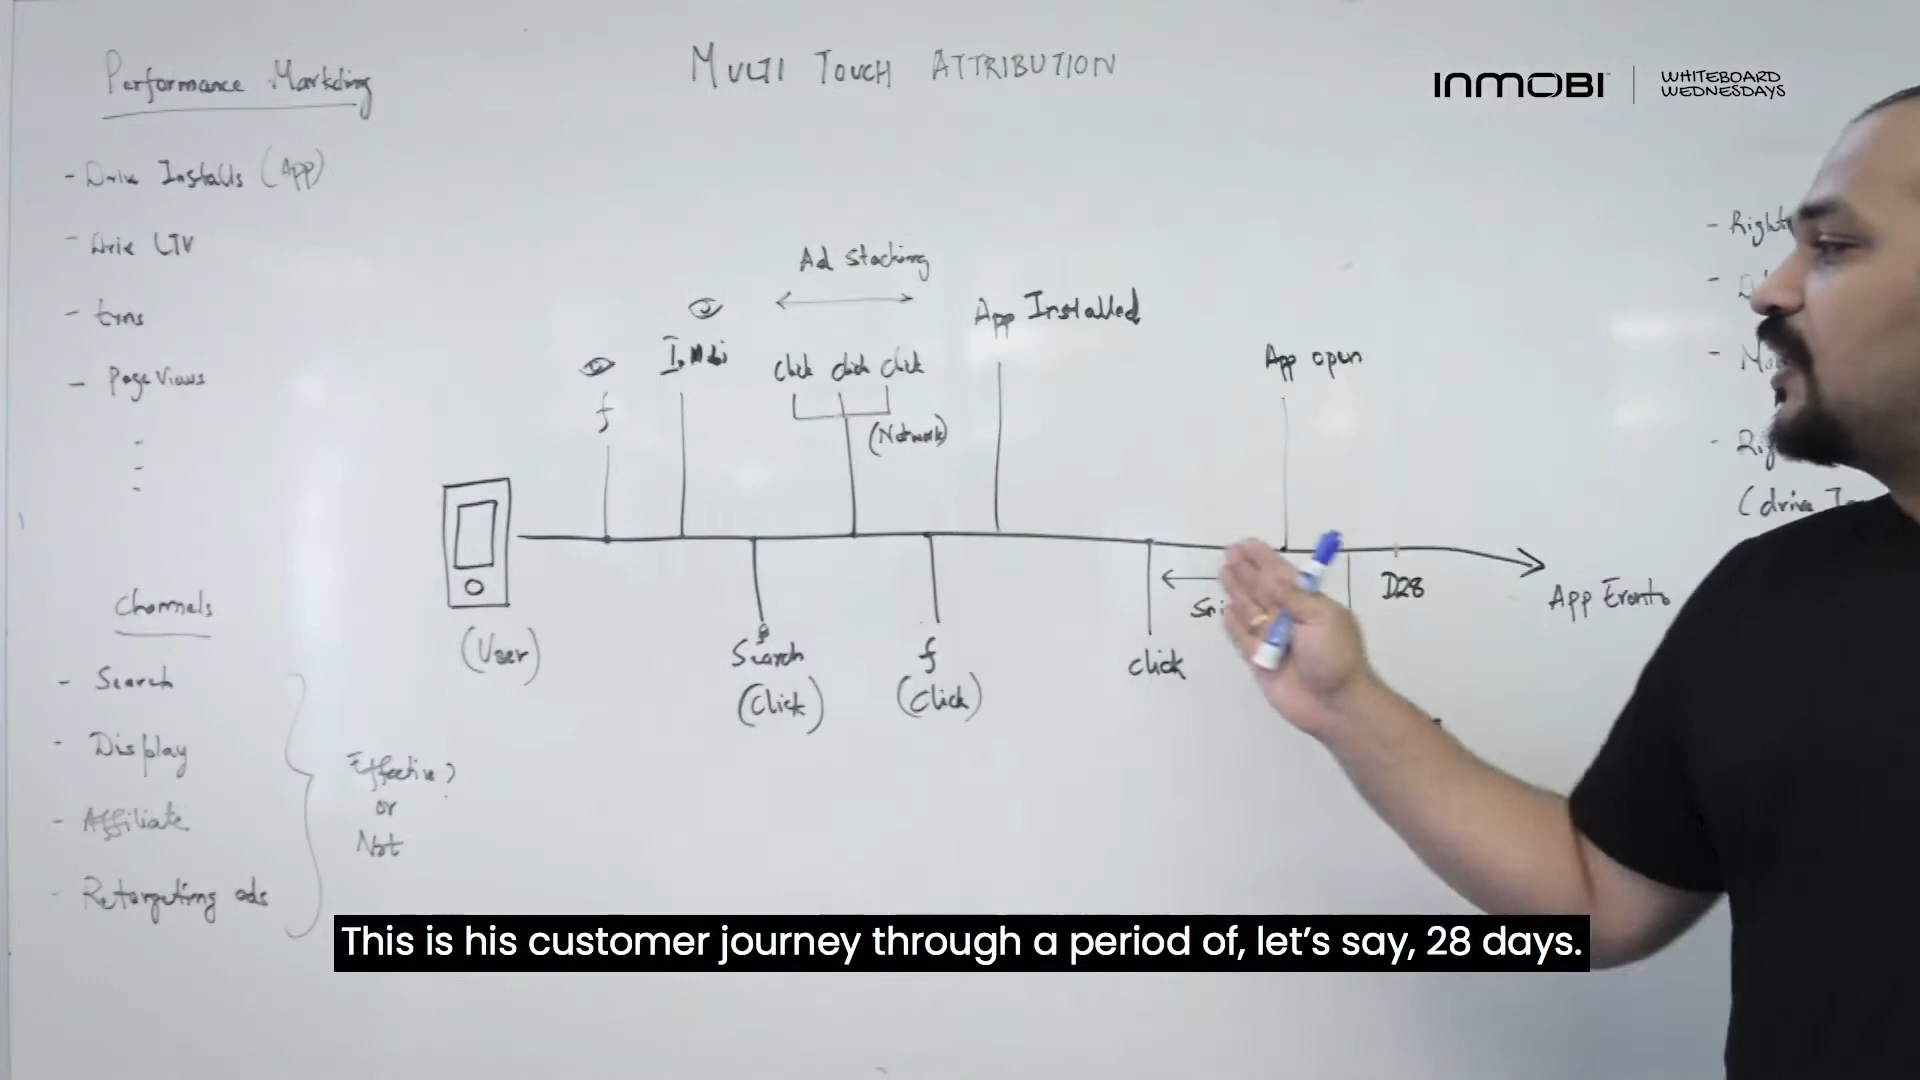 MULTI TOUCH ATTRIBUTION
INMOBI
WHITEBOARD
WEDNESDAYS
Performance Marketing
- Drive Installs (App)
- Drive LTV
- txns
- Page Views
Channels
- Search
- Display
- Affiliate
- Retargeting ads
Effective?
or
Not
Ad Stacking
f
InMobi
click click click
(Network)
App Installed
App open
(User)
Search
(Click)
f
(Click)
click
D28
App Events
(drive
This is his customer journey through a period of, let's say, 28 days.